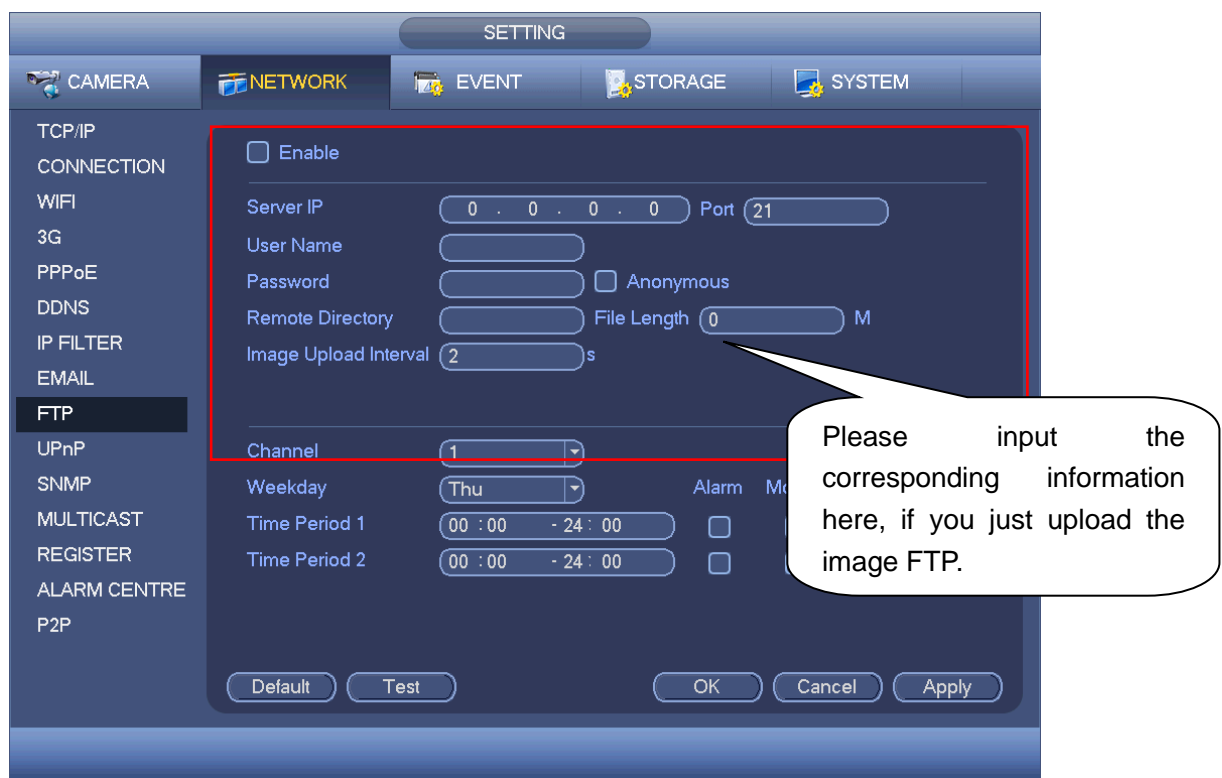 SETTING
CAMERA NETWORK EVENT STORAGE SYSTEM
TCP/IP
CONNECTION
WIFI
3G
PPPoE
DDNS
IP FILTER
EMAIL
FTP
UPnP
SNMP
MULTICAST
REGISTER
ALARM CENTRE
P2P
Enable
Server IP 0 . 0 . 0 . 0 Port 21
User Name
Password Anonymous
Remote Directory File Length 0 M
Image Upload Interval 2 s
Channel 1
Weekday Thu Alarm
Time Period 1 00 :00 - 24 : 00
Time Period 2 00 :00 - 24 : 00
Default Test OK Cancel Apply
Please input the
corresponding information
here, if you just upload the
image FTP.